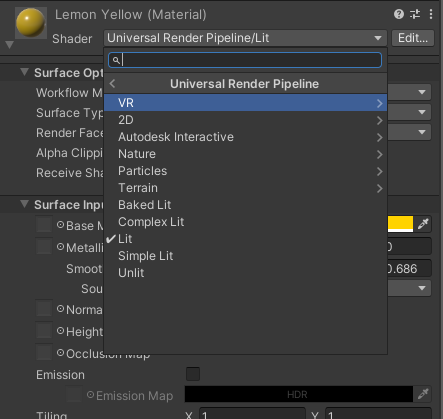 Lemon Yellow (Material)
Shader Universal Render Pipeline/Lit Edit...
Surface Opt
Universal Render Pipeline
Workflow M
VR
Surface Typ
2D
Render Face
Autodesk Interactive
Alpha Clippi
Nature
Receive Sha
Particles
Terrain
Surface Inpu
Baked Lit
Base M
Complex Lit
Metalli
Lit
0
Smoot
Simple Lit
0.686
Sou
Unlit
Norma
Height
Occlusion Map
Emission
Emission Map HDR
Tiling X 1 Y 1